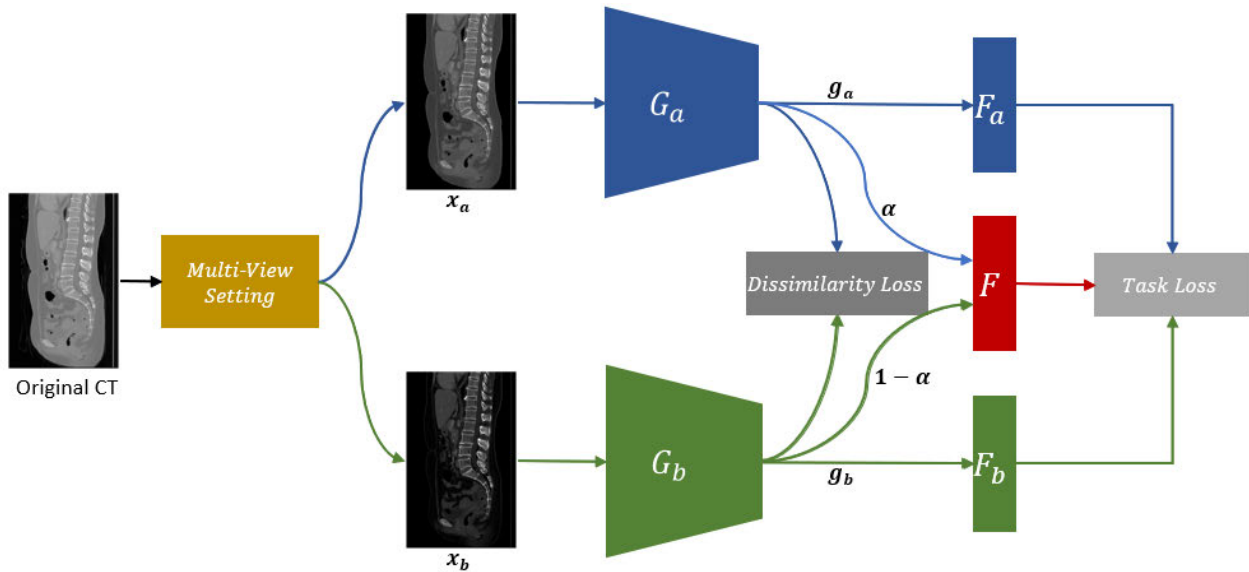 Original CT
Multi-View
Setting
x_a
x_b
G_a
G_b
g_a
α
Dissimilarity Loss
1 − α
g_b
F_a
F
F_b
Task Loss